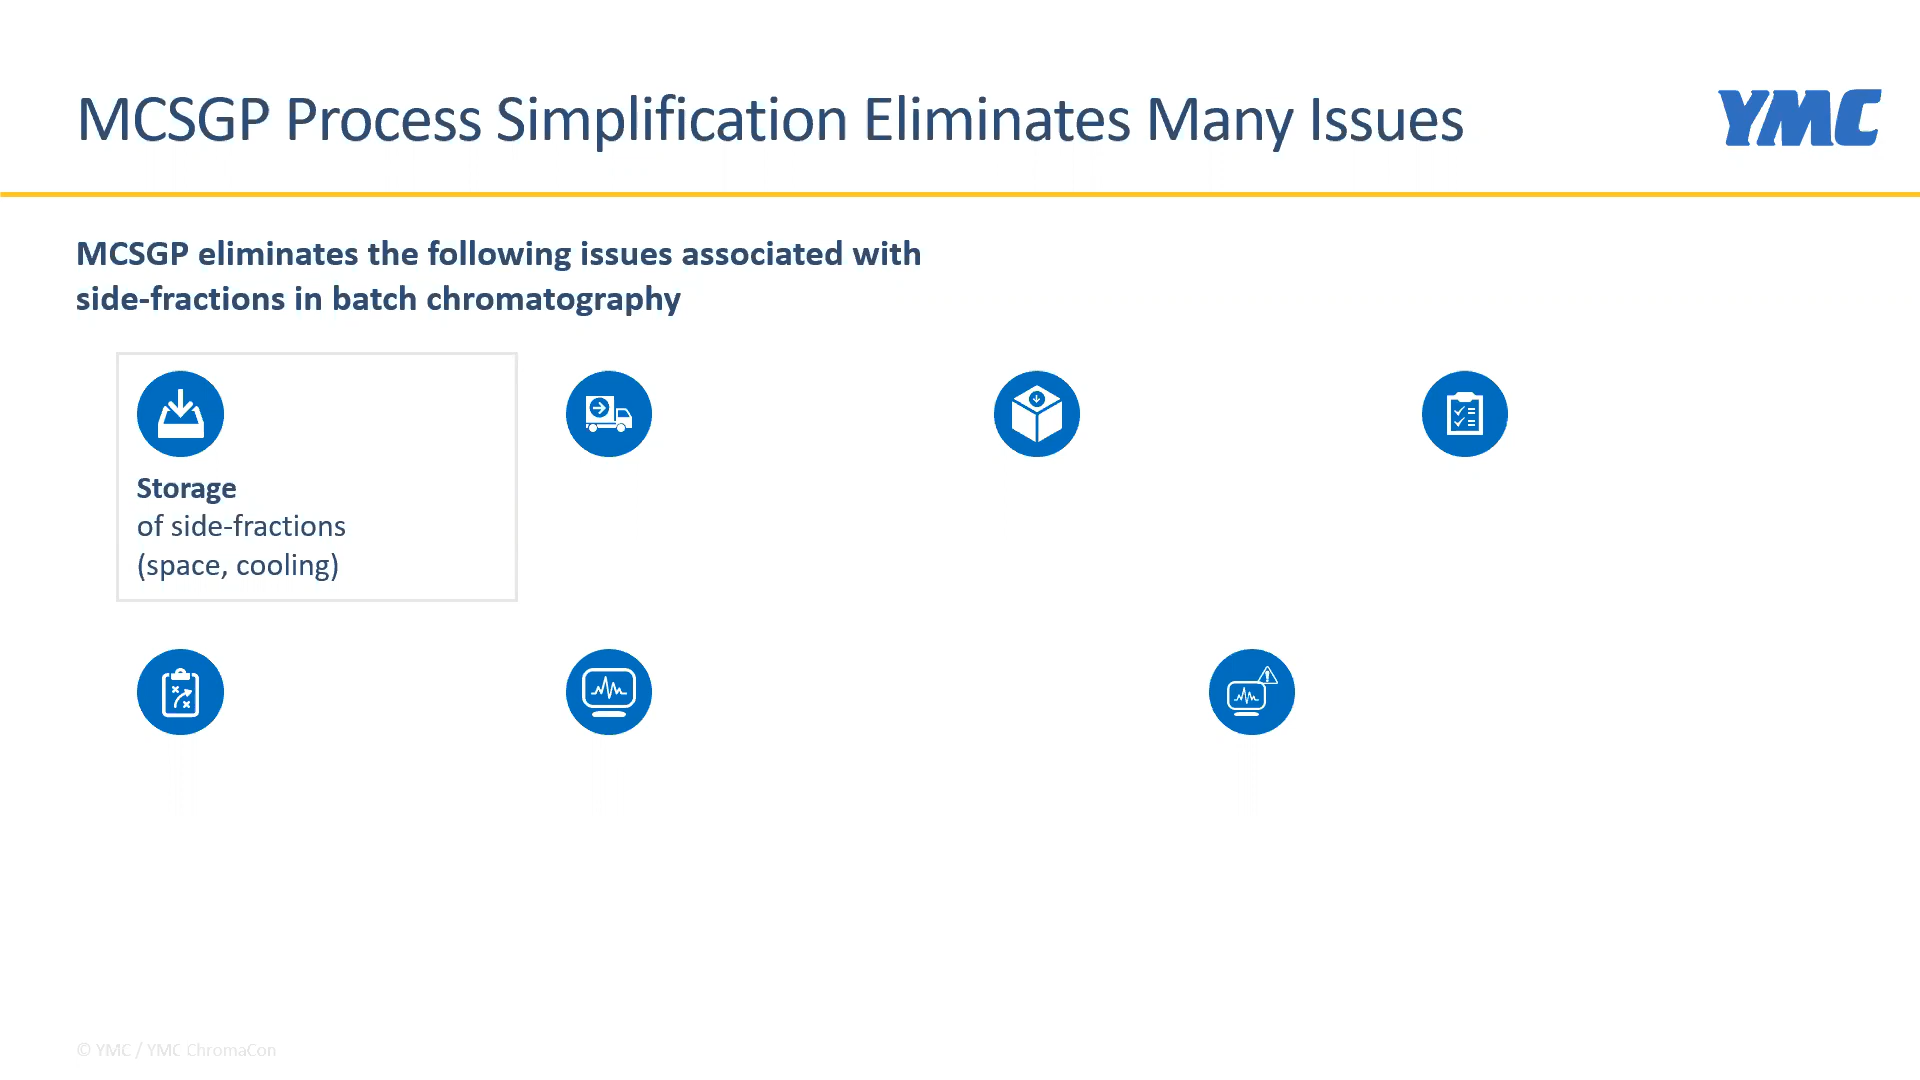 MCSGP Process Simplification Eliminates Many Issues
YMC
MCSGP eliminates the following issues associated with
side-fractions in batch chromatography
Storage
of side-fractions
(space, cooling)
© YMC / YMC ChromaCon